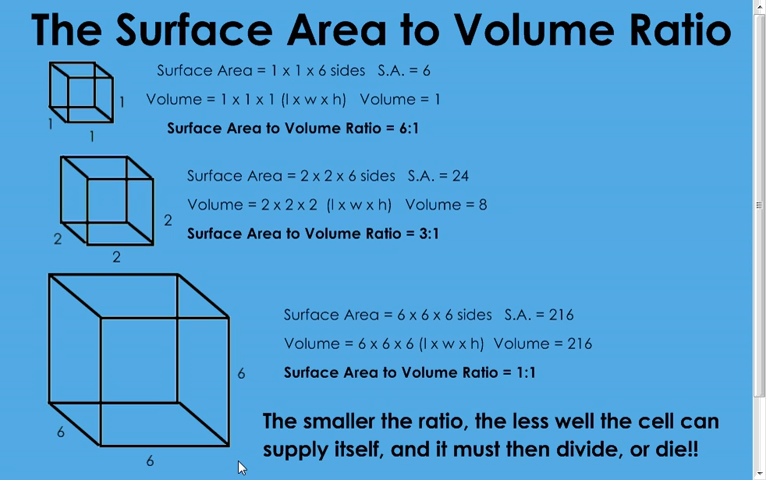 The Surface Area to Volume Ratio
Surface Area = 1 x 1 x 6 sides S.A. = 6
1
Volume = 1 x 1 x 1 (l x w x h) Volume = 1
1
1
Surface Area to Volume Ratio = 6:1
Surface Area = 2 x 2 x 6 sides S.A. = 24
Volume = 2 x 2 x 2 (l x w x h) Volume = 8
2
2
2
Surface Area to Volume Ratio = 3:1
Surface Area = 6 x 6 x 6 sides S.A. = 216
Volume = 6 x 6 x 6 (l x w x h) Volume = 216
6
Surface Area to Volume Ratio = 1:1
6
6
The smaller the ratio, the less well the cell can
supply itself, and it must then divide, or die!!